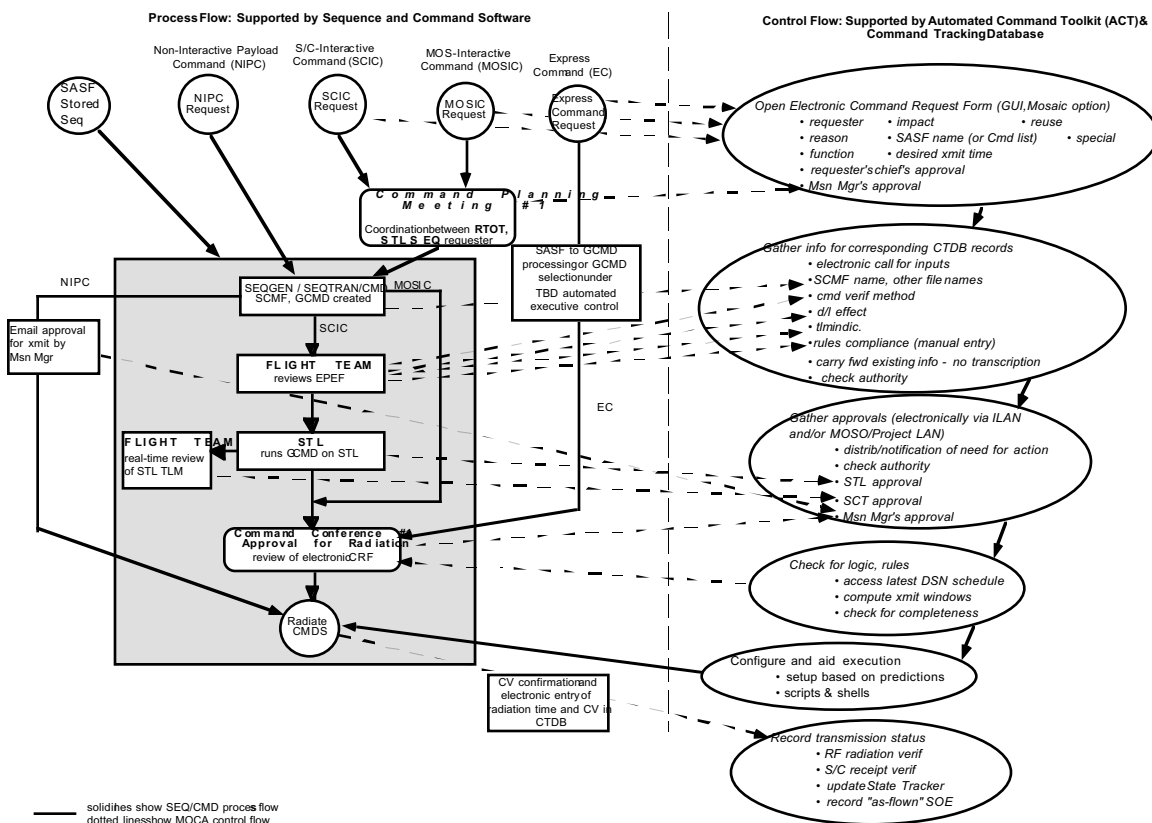 Process Flow: Supported by Sequence and Command Software
Control Flow: Supported by Automated Command Toolkit (ACT)&
Command TrackingDatabase
Non-Interactive Payload
Command (NIPC)
S/C-Interactive
Command (SCIC)
MOS-Interactive
Command (MOSIC)
Express
Command (EC)
SASF
Stored
Seq
NIPC
Request
SCIC
Request
MOSIC
Request
Express
Command
Request
Open Electronic Command Request Form (GUI,Mosaic option)
• requester • impact • reuse
• reason • SASF name (or Cmd list) • special
• function • desired xmit time
• requester's chief's approval
• Msn Mgr's approval
Command Planning
Meeting #1
Coordinationbetween RTOT,
STL SEQ requester
SASF to GCMD
processingor GCMD
selectionunder
TBD automated
executive control
Gather info for corresponding CTDB records
• electronic call for inputs
• SCMF name, other file names
• cmd verif method
• d/l effect
• tlmindic.
• rules compliance (manual entry)
• carry fwd existing info - no transcription
• check authority
NIPC
SEQGEN / SEQTRAN/CMD
SCMF, GCMD created
MOSIC
SCIC
Email approval
for xmit by
Msn Mgr
FLIGHT TEAM
reviews EPEF
EC
FLIGHT TEAM
real-time review
of STL TLM
STL
runs GCMD on STL
Gather approvals (electronically via ILAN
and/or MOSO/Project LAN)
• distrib/notification of need for action
• check authority
• STL approval
• SCT approval
• Msn Mgr's approval
Command Conference #1
Approval for Radiation
review of electronicCRF
Check for logic, rules
• access latest DSN schedule
• compute xmit windows
• check for completeness
Radiate
CMDS
Configure and aid execution
• setup based on predictions
• scripts & shells
CV confirmationand
electronic entryof
radiation time and CV in
CTDB
Record transmission status
• RF radiation verif
• S/C receipt verif
• updateState Tracker
• record "as-flown" SOE
solidlines show SEQ/CMD process flow
dotted linesshow MOCA control flow